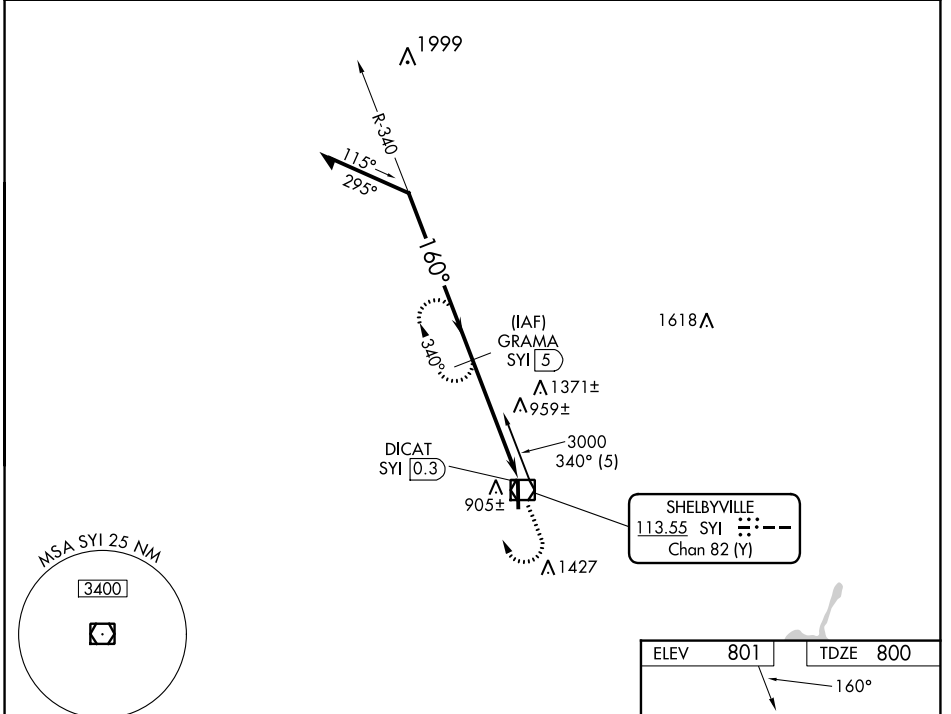 1999
R-340
115°
295°
160°
(IAF)
GRAMA
SYI 5
340°
1618
1371±
959±
3000
340° (5)
DICAT
SYI 0.3
905±
SHELBYVILLE
113.55 SYI
Chan 82 (Y)
1427
MSA SYI 25 NM
3400
ELEV 801
TDZE 800
160°